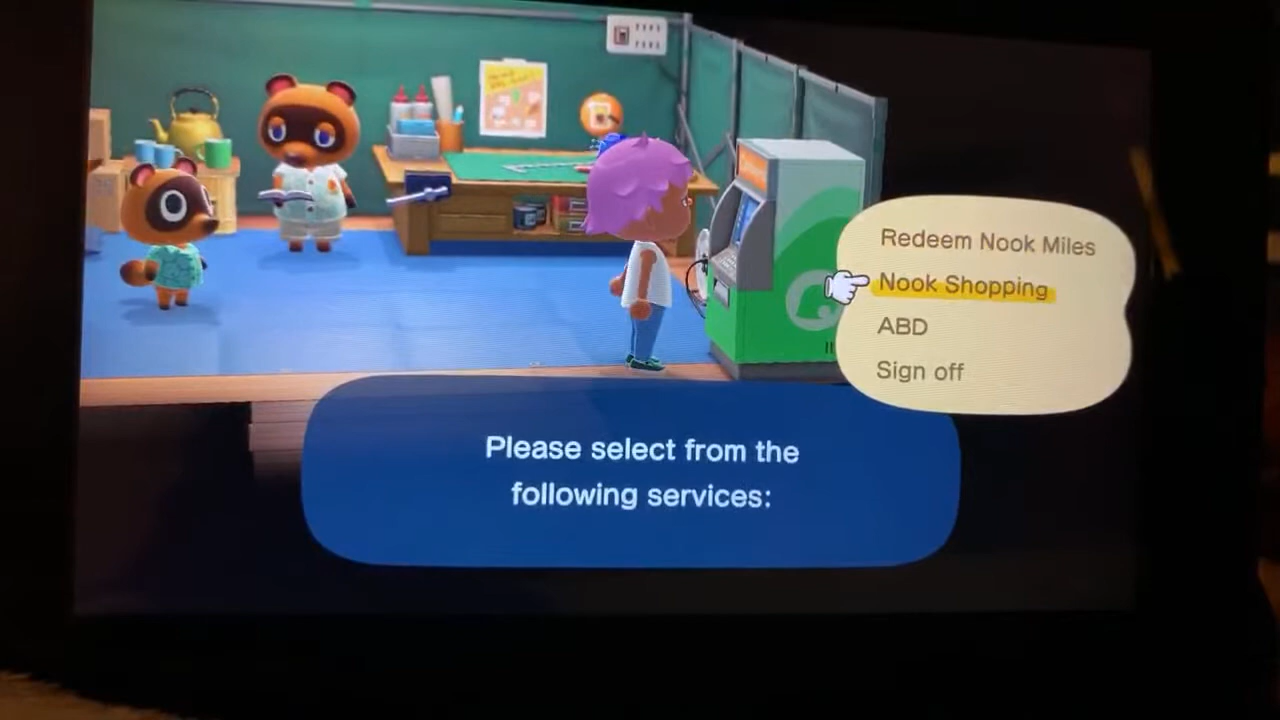 Redeem Nook Miles
Nook Shopping
ABD
Sign off
Please select from the
following services: